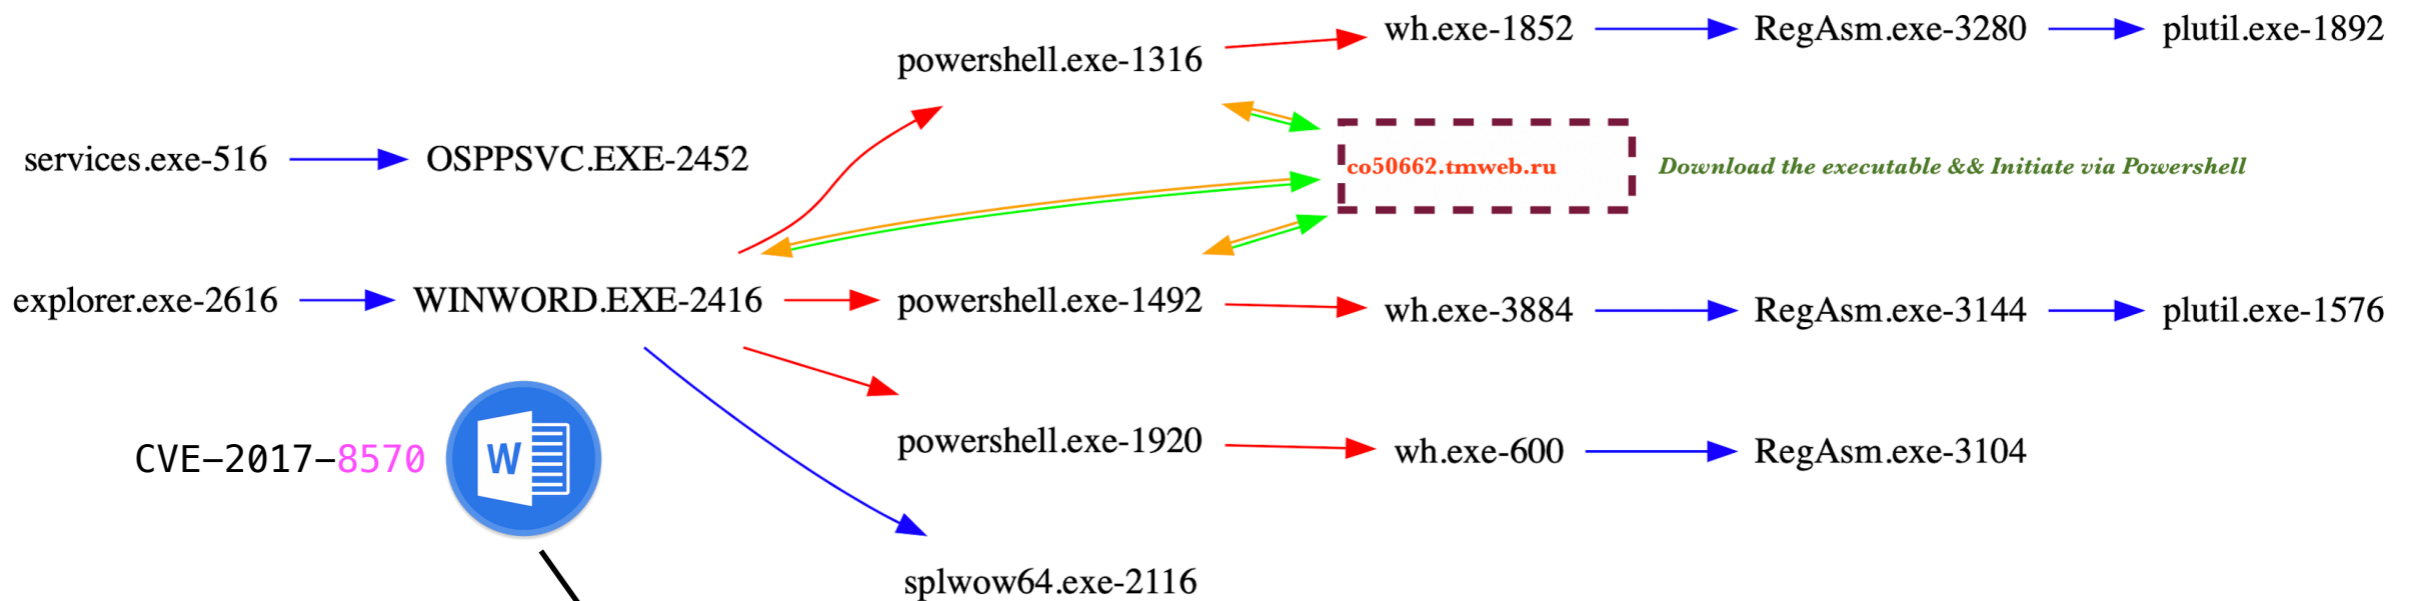 wh.exe-1852
RegAsm.exe-3280
plutil.exe-1892
powershell.exe-1316
services.exe-516
OSPPSVC.EXE-2452
co50662.tmweb.ru
Download the executable && Initiate via Powershell
explorer.exe-2616
WINWORD.EXE-2416
powershell.exe-1492
wh.exe-3884
RegAsm.exe-3144
plutil.exe-1576
powershell.exe-1920
wh.exe-600
RegAsm.exe-3104
CVE-2017-8570
W
splwow64.exe-2116